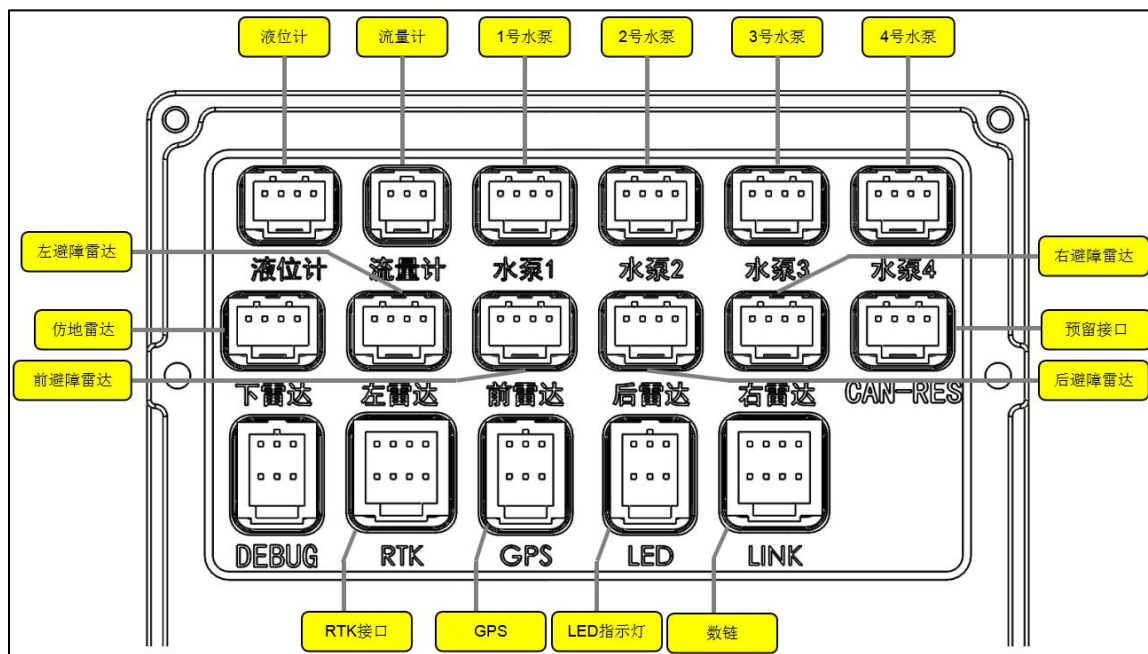 液位计
流量计
1号水泵
2号水泵
3号水泵
4号水泵
液位计
流量计
水泵1
水泵2
水泵3
水泵4
左避障雷达
右避障雷达
仿地雷达
预留接口
前避障雷达
后避障雷达
下雷达
左雷达
前雷达
后雷达
右雷达
CAN-RES
DEBUG
RTK
GPS
LED
LINK
RTK接口
GPS
LED指示灯
数链